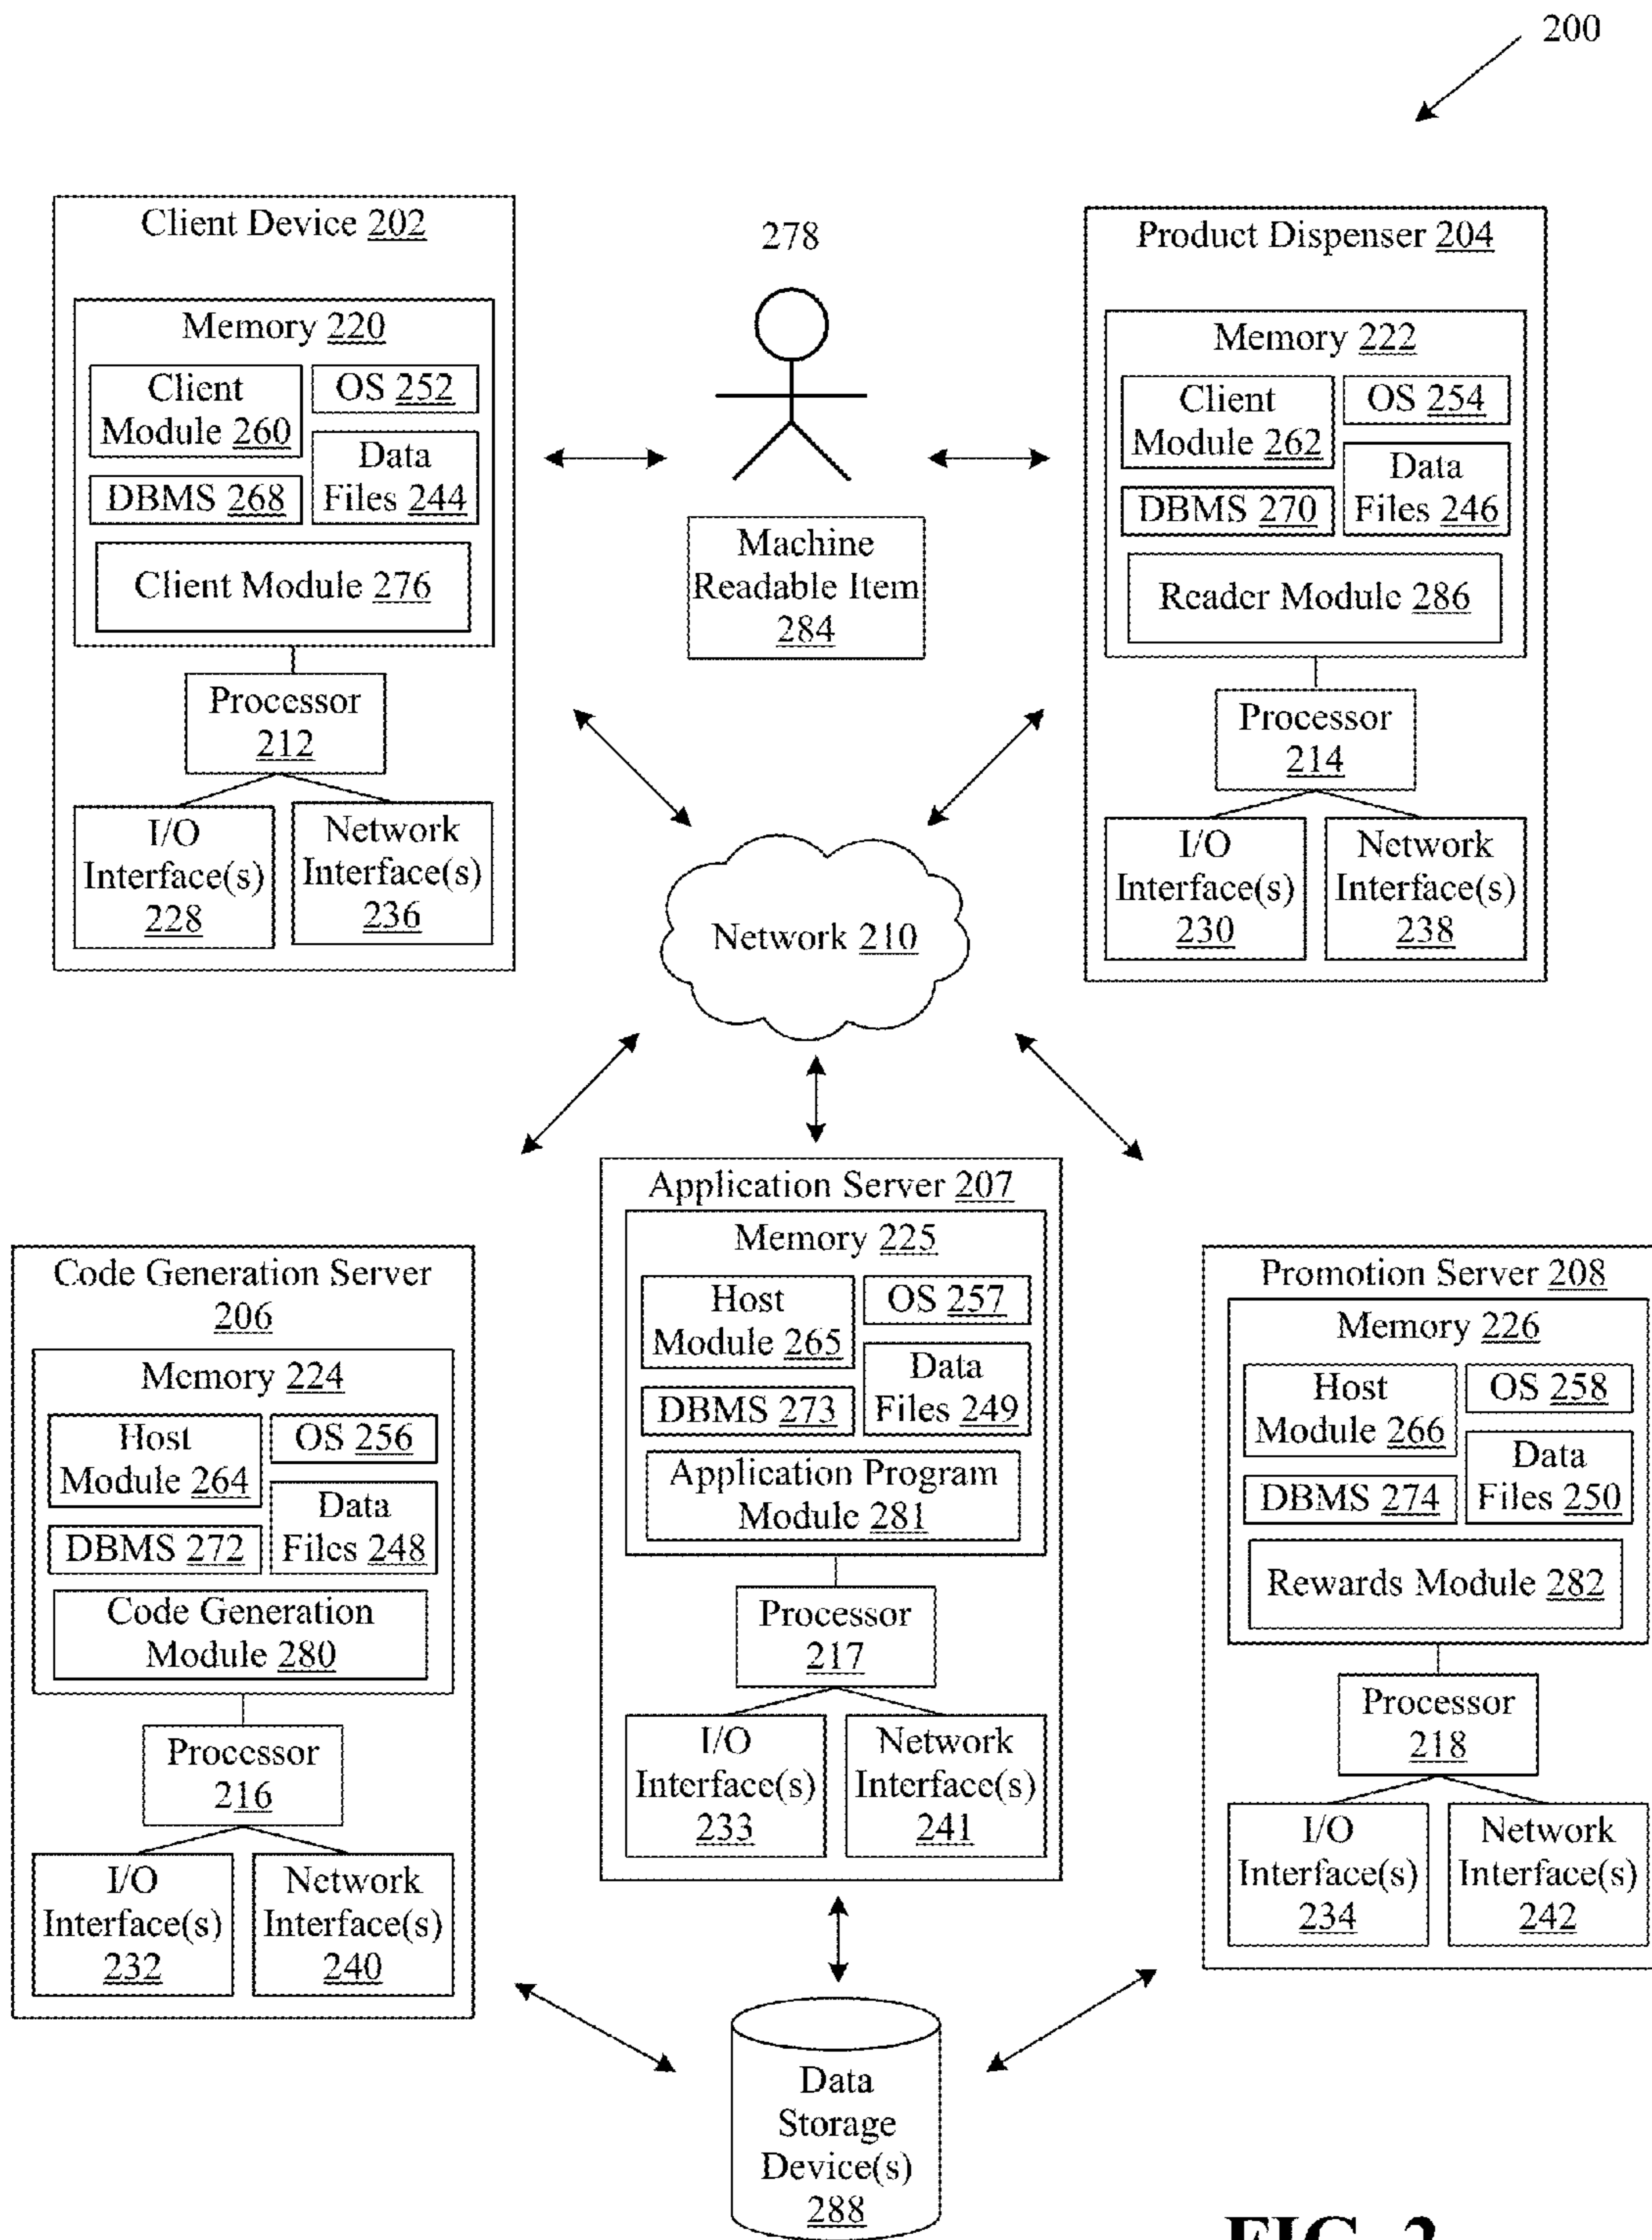 200
Client Device 202
Memory 220
Client
Module 260
OS 252
Data
Files 244
DBMS 268
Client Module 276
Processor
212
I/O
Interface(s)
228
Network
Interface(s)
236
278
Machine
Readable Item
284
Product Dispenser 204
Memory 222
Client
Module 262
OS 254
Data
Files 246
DBMS 270
Reader Module 286
Processor
214
I/O
Interface(s)
230
Network
Interface(s)
238
Network 210
Code Generation Server
206
Memory 224
Host
Module 264
OS 256
Data
Files 248
DBMS 272
Code Generation
Module 280
Processor
216
I/O
Interface(s)
232
Network
Interface(s)
240
Application Server 207
Memory 225
Host
Module 265
OS 257
Data
Files 249
DBMS 273
Application Program
Module 281
Processor
217
I/O
Interface(s)
233
Network
Interface(s)
241
Promotion Server 208
Memory 226
Host
Module 266
OS 258
Data
Files 250
DBMS 274
Rewards Module 282
Processor
218
I/O
Interface(s)
234
Network
Interface(s)
242
Data
Storage
Device(s)
288
FIG. 2